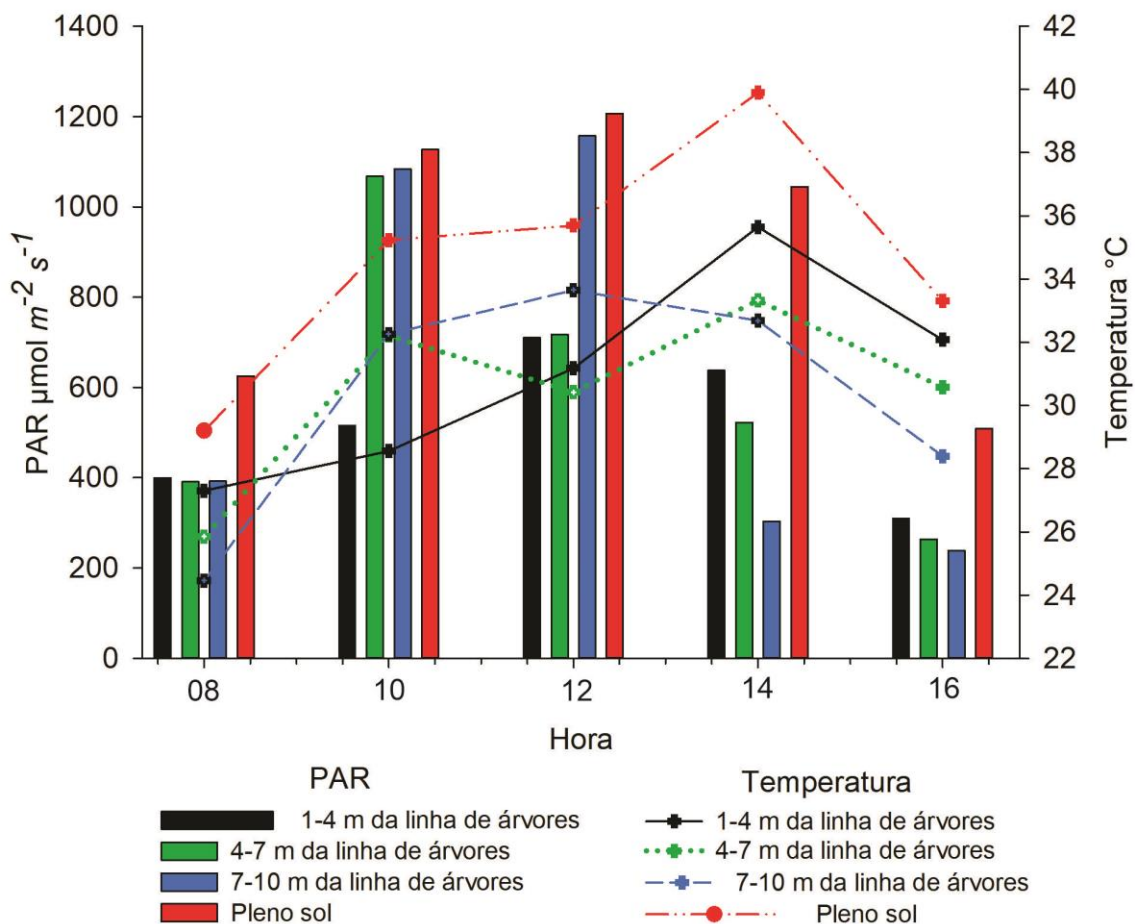 1400
1200
1000
800
600
400
200
0
PAR μmol m⁻² s⁻¹
42
40
38
36
34
32
30
28
26
24
22
Temperatura °C
08 10 12 14 16
Hora
PAR
1-4 m da linha de árvores
4-7 m da linha de árvores
7-10 m da linha de árvores
Pleno sol
Temperatura
1-4 m da linha de árvores
4-7 m da linha de árvores
7-10 m da linha de árvores
Pleno sol